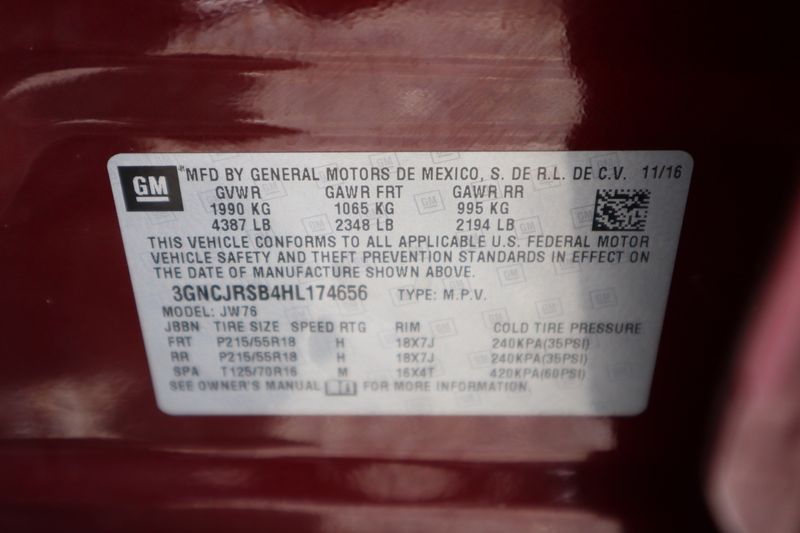 GM MFD BY GENERAL MOTORS DE MEXICO, S. DE R.L. DE C.V. 11/16
GVWR GAWR FRT GAWR RR
1990 KG 1065 KG 995 KG
4387 LB 2348 LB 2194 LB
THIS VEHICLE CONFORMS TO ALL APPLICABLE U.S. FEDERAL MOTOR
VEHICLE SAFETY AND THEFT PREVENTION STANDARDS IN EFFECT ON
THE DATE OF MANUFACTURE SHOWN ABOVE.
3GNCJRSB4HL174656 TYPE: M.P.V.
MODEL: JW76
JBBN TIRE SIZE SPEED RTG RIM COLD TIRE PRESSURE
FRT P215/55R18 H 18X7J 240KPA(35PSI)
RR P215/55R18 H 18X7J 240KPA(35PSI)
SPA T125/70R16 M 16X4T 420KPA(60PSI)
SEE OWNER'S MANUAL FOR MORE INFORMATION